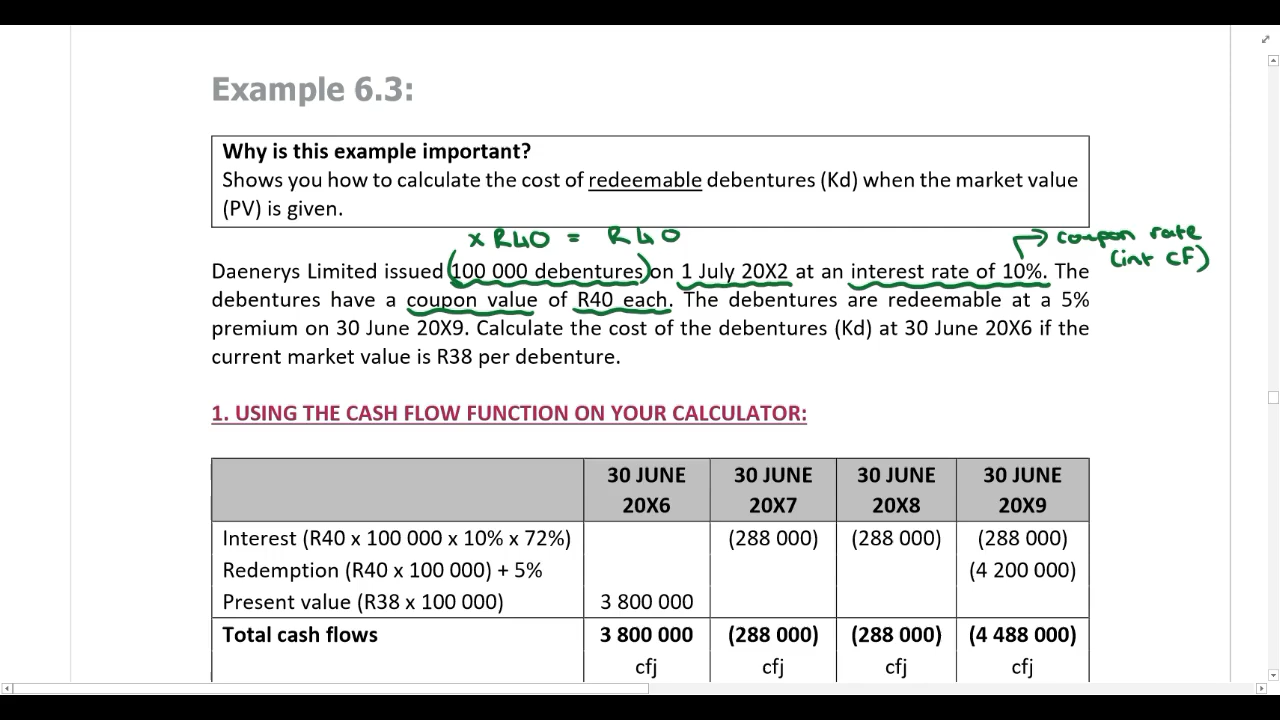 Example 6.3:
Why is this example important?
Shows you how to calculate the cost of redeemable debentures (Kd) when the market value
(PV) is given.
x R40 = R40
coupon rate
(int CF)
Daenerys Limited issued (100 000 debentures) on 1 July 20X2 at an interest rate of 10%. The
debentures have a coupon value of R40 each. The debentures are redeemable at a 5%
premium on 30 June 20X9. Calculate the cost of the debentures (Kd) at 30 June 20X6 if the
current market value is R38 per debenture.
1. USING THE CASH FLOW FUNCTION ON YOUR CALCULATOR:
30 JUNE 20X6 30 JUNE 20X7 30 JUNE 20X8 30 JUNE 20X9
Interest (R40 x 100 000 x 10% x 72%) (288 000) (288 000) (288 000)
Redemption (R40 x 100 000) + 5% (4 200 000)
Present value (R38 x 100 000) 3 800 000
Total cash flows 3 800 000 (288 000) (288 000) (4 488 000)
cfj cfj cfj cfj